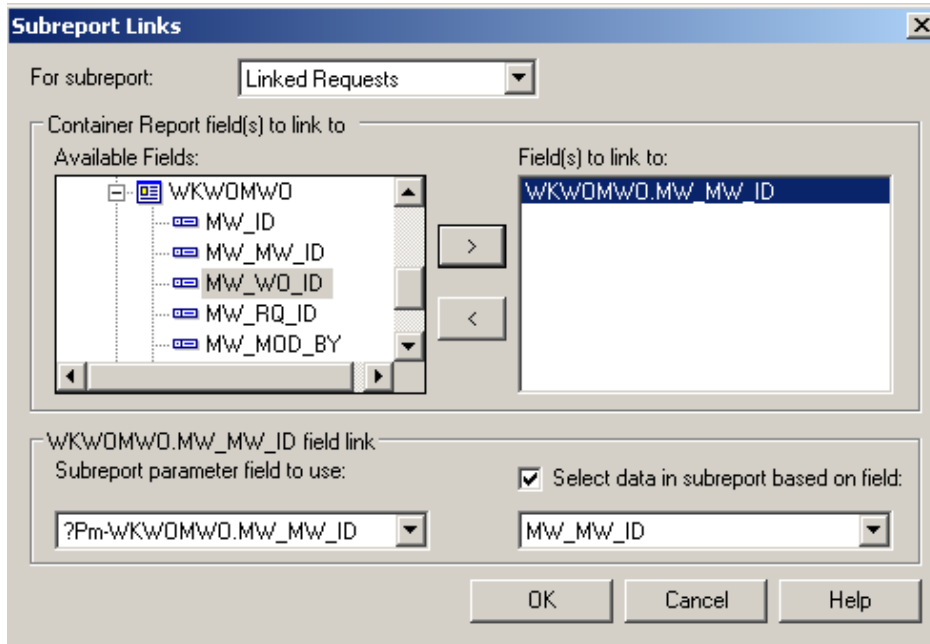 Subreport Links
For subreport:
Linked Requests
Container Report field(s) to link to
Available Fields:
Field(s) to link to:
WKWOMWO
MW_ID
MW_MW_ID
MW_WO_ID
MW_RQ_ID
MW_MOD_BY
>
<
WKWOMWO.MW_MW_ID
WKWOMWO.MW_MW_ID field link
Subreport parameter field to use:
Select data in subreport based on field:
?Pm-WKWOMWO.MW_MW_ID
MW_MW_ID
OK
Cancel
Help